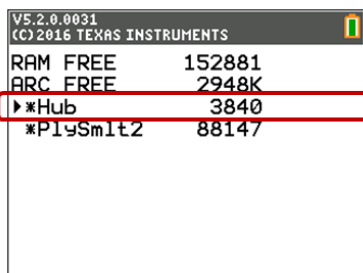 V5.2.0.0031
(C)2016 TEXAS INSTRUMENTS
RAM FREE 152881
ARC FREE 2948K
▸*Hub 3840
*PlySmlt2 88147